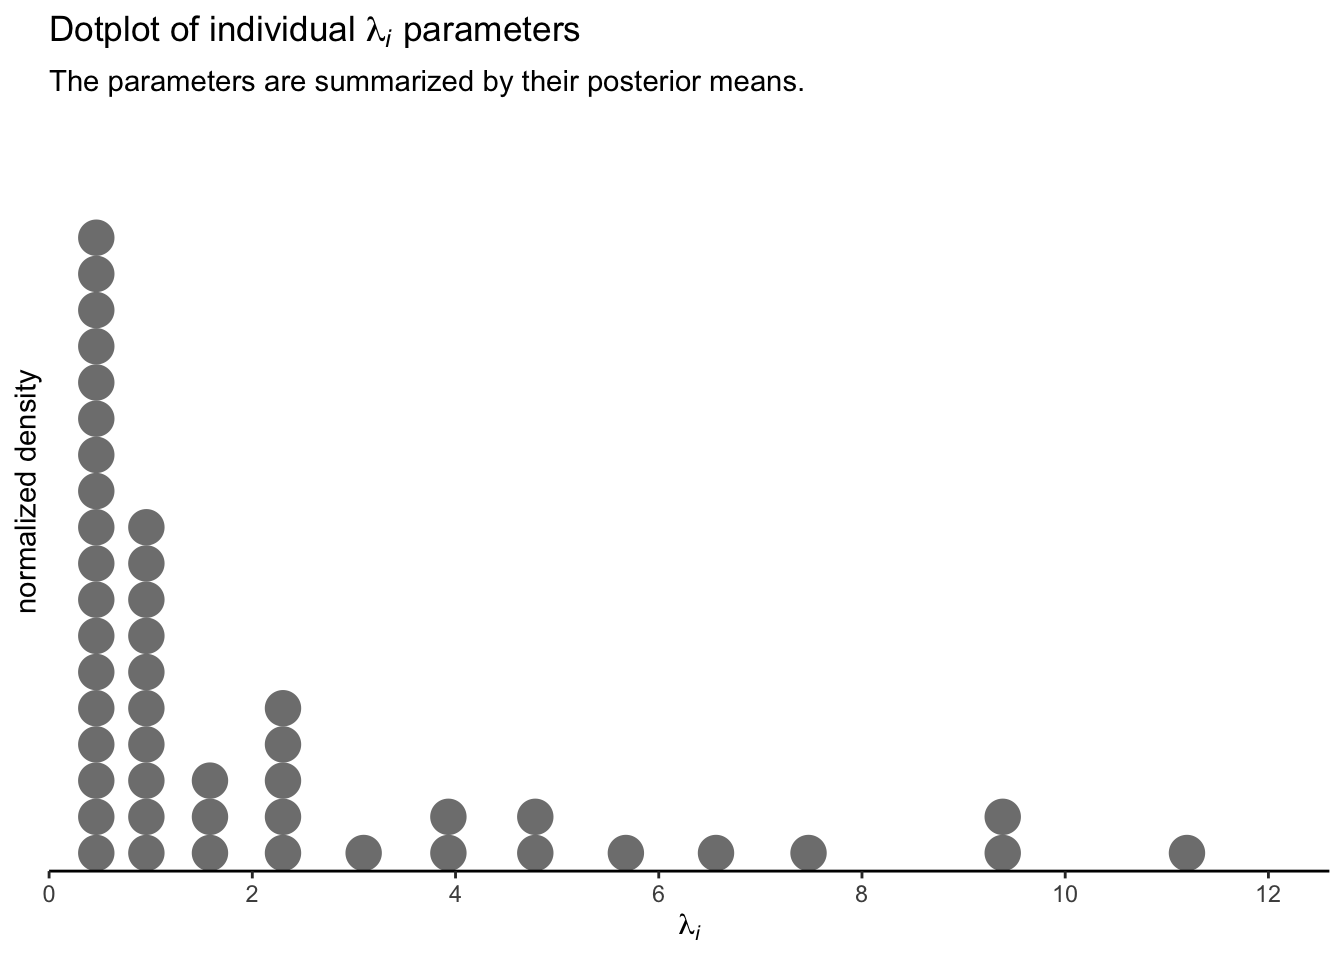 Dotplot of individual λi parameters
The parameters are summarized by their posterior means.
normalized density
0 2 4 6 8 10 12
λi